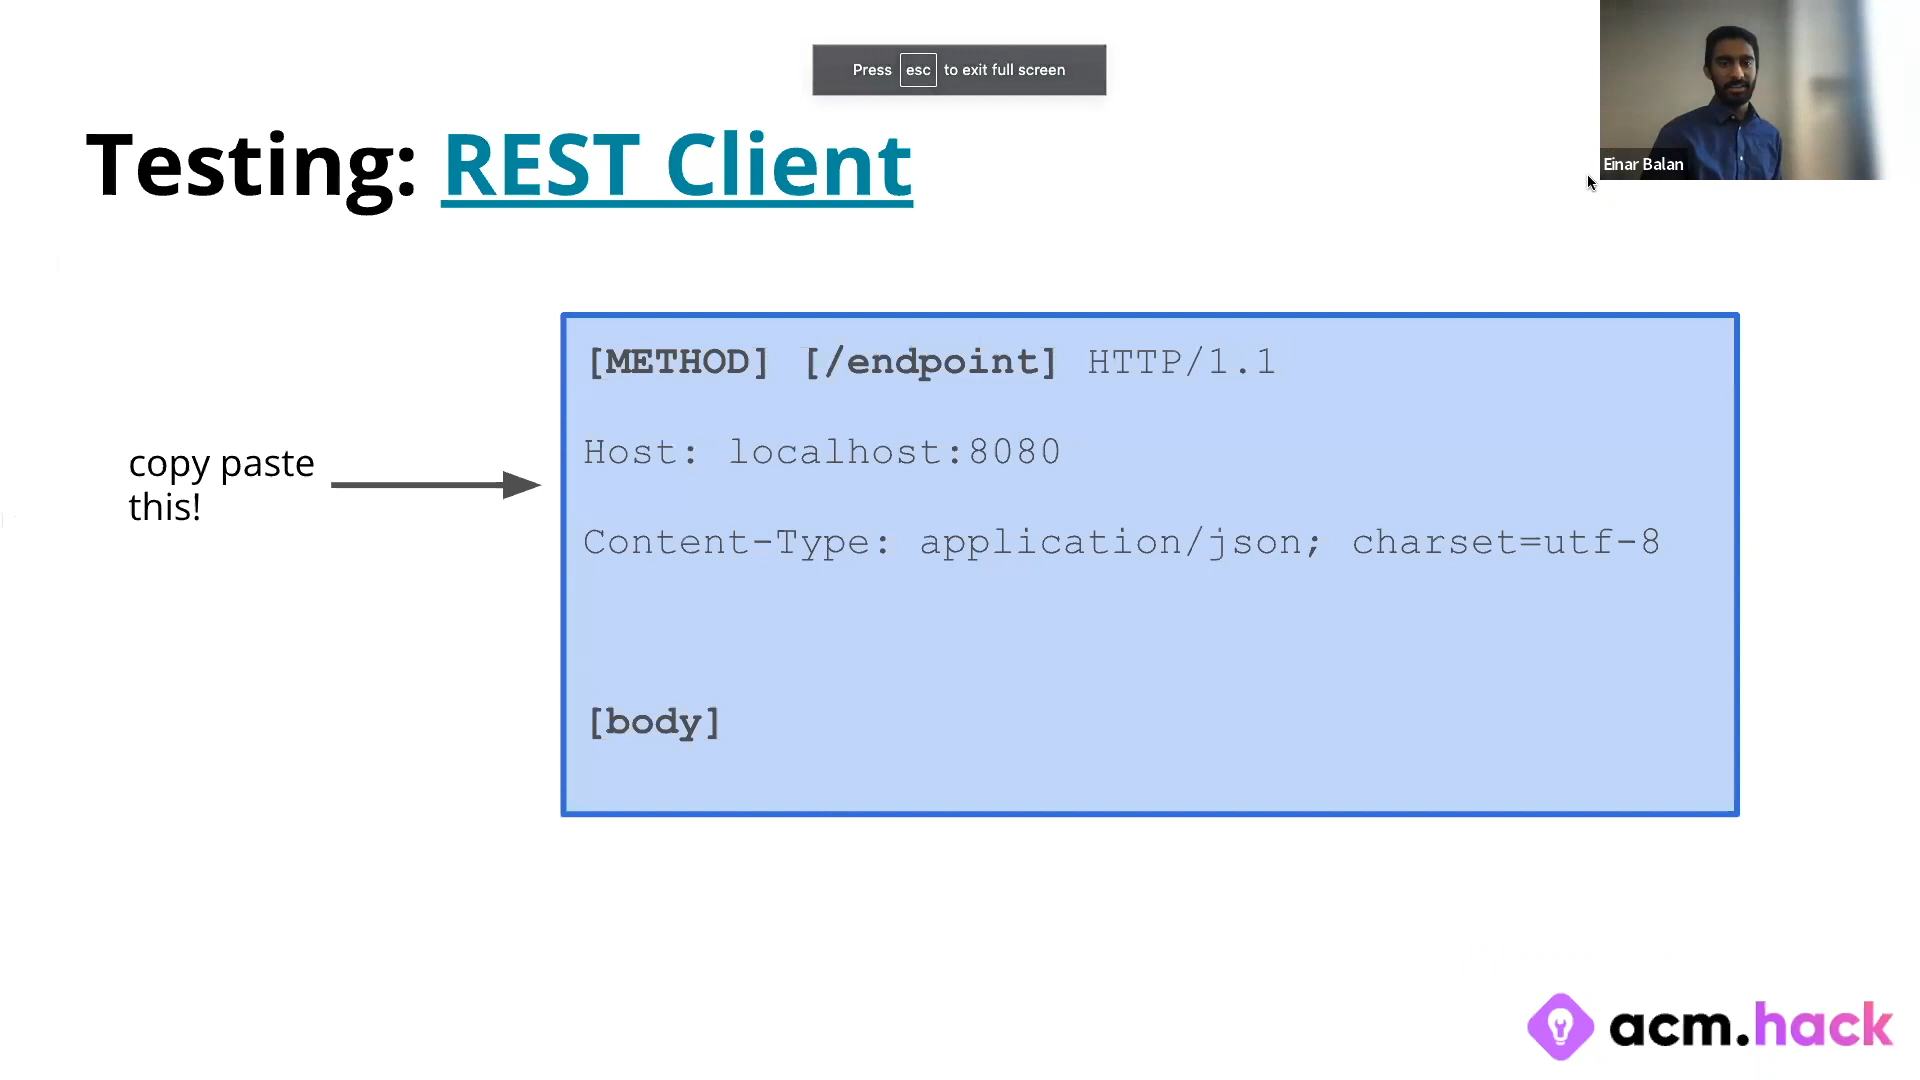 Press esc to exit full screen
Einar Balan
Testing: REST Client
copy paste
this!
[METHOD] [/endpoint] HTTP/1.1
Host: localhost:8080
Content-Type: application/json; charset=utf-8
[body]
acm.hack